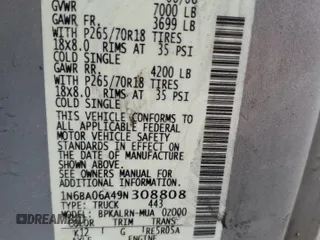 GVWR 7000 LB
GAWR FR. 3699 LB
WITH P265/70R18 TIRES
18X8.0 RIMS AT 35 PSI
COLD SINGLE
GAWR RR. 4200 LB
WITH P265/70R18 TIRES
18X8.0 RIMS AT 35 PSI
COLD SINGLE
THIS VEHICLE CONFORMS TO
ALL APPLICABLE FEDERAL
MOTOR VEHICLE SAFETY
STANDARDS IN EFFECT ON THE
DATE OF MANUFACTURE
SHOWN ABOVE.
SEE OWNERS MANUAL FOR
ADDITIONAL INFORMATION
1N6BA06A49N308808
TYPE:TRUCK 443
MODEL: BPKALRN-MUA 02000
COLOR TRIM TRANS
K12 G RE5R05A